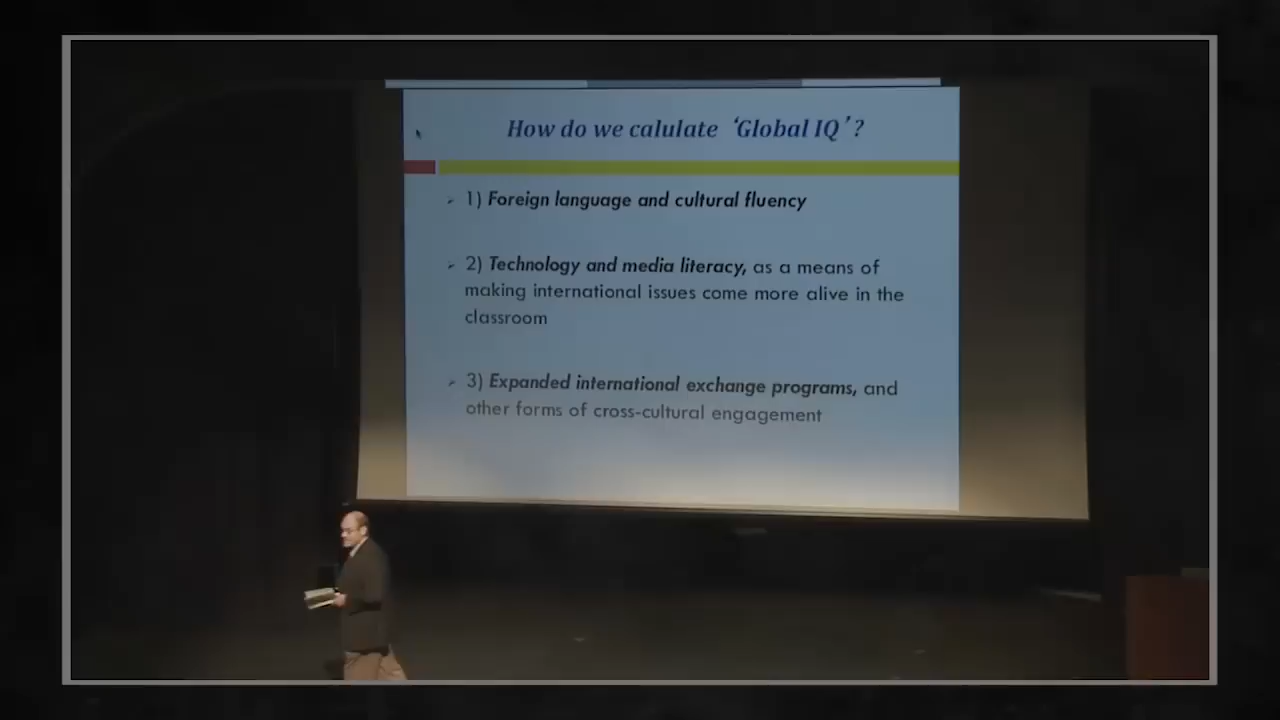 How do we calulate ‘Global IQ’?
1) Foreign language and cultural fluency
2) Technology and media literacy, as a means of
making international issues come more alive in the
classroom
3) Expanded international exchange programs, and
other forms of cross-cultural engagement